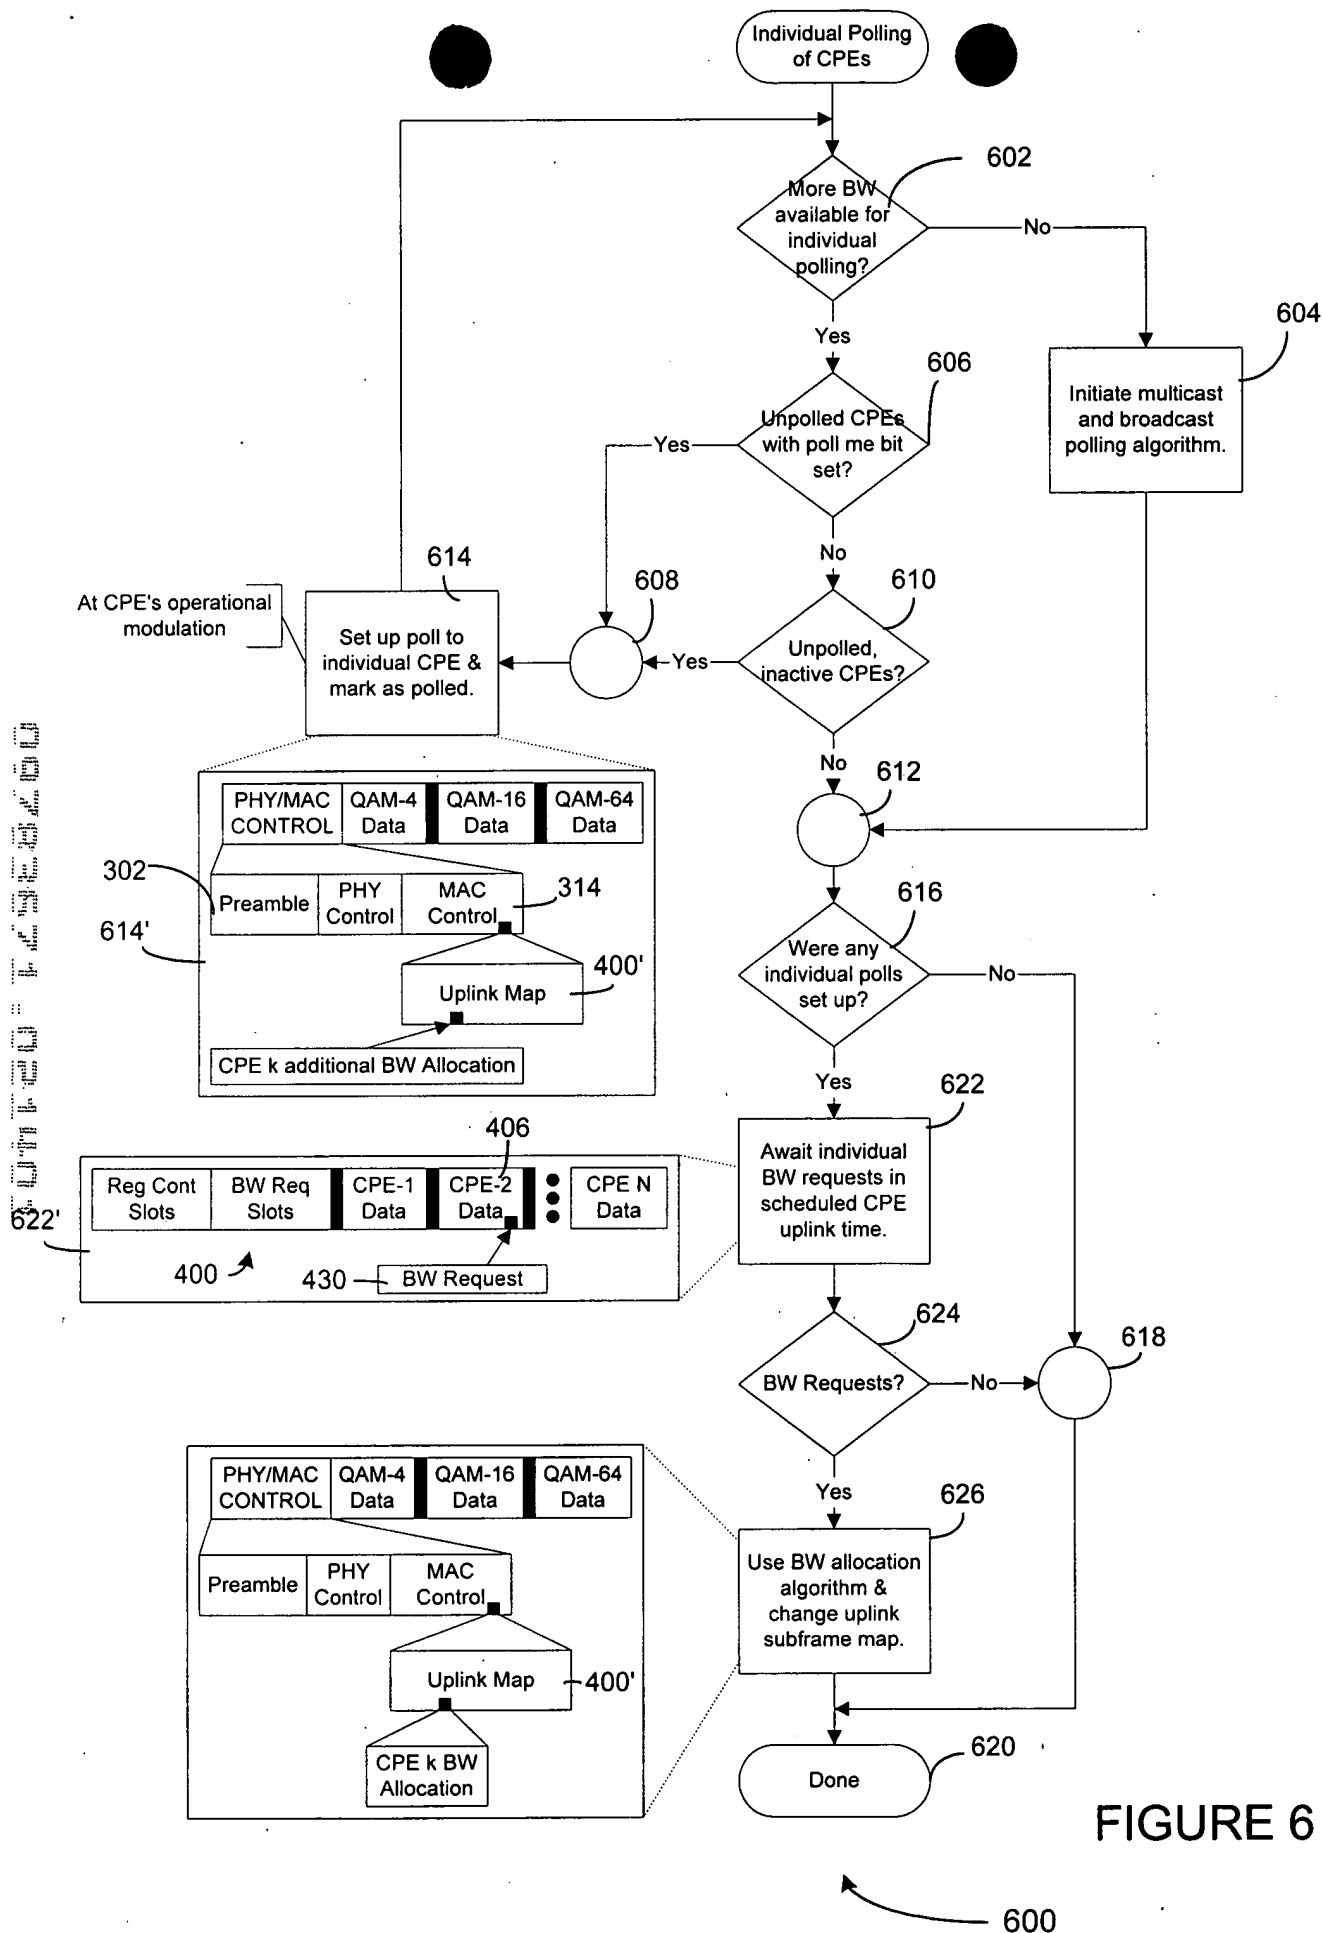 Individual Polling
of CPEs
602
More BW
available for
individual
polling?
No
Yes
604
Initiate multicast
and broadcast
polling algorithm.
606
Unpolled CPEs
with poll me bit
set?
Yes
No
608
610
Unpolled,
inactive CPEs?
Yes
No
612
614
At CPE's operational
modulation
Set up poll to
individual CPE &
mark as polled.
PHY/MAC
CONTROL
QAM-4
Data
QAM-16
Data
QAM-64
Data
302
Preamble
PHY
Control
MAC
Control
314
614'
Uplink Map
400'
CPE k additional BW Allocation
616
Were any
individual polls
set up?
No
Yes
622
Await individual
BW requests in
scheduled CPE
uplink time.
406
Reg Cont
Slots
BW Req
Slots
CPE-1
Data
CPE-2
Data
CPE N
Data
622'
400
430
BW Request
624
BW Requests?
No
618
Yes
626
Use BW allocation
algorithm &
change uplink
subframe map.
PHY/MAC
CONTROL
QAM-4
Data
QAM-16
Data
QAM-64
Data
Preamble
PHY
Control
MAC
Control
Uplink Map
400'
CPE k BW
Allocation
620
Done
FIGURE 6
600